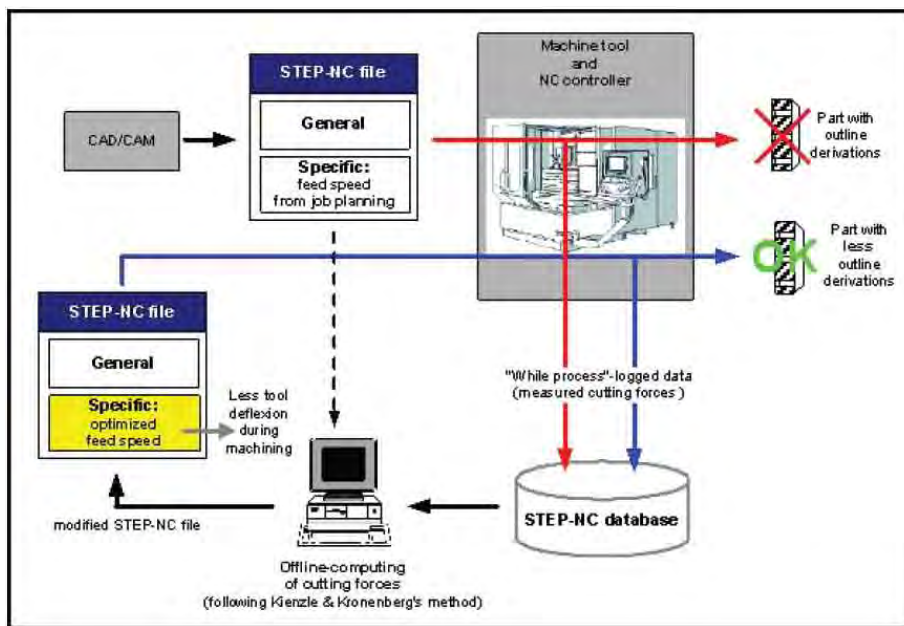 Machine tool
and
NC controller
STEP-NC file
General
Specific:
feed speed
from job planning
CAD/CAM
Part with
outline
derivations
OK
Part with
less
outline
derivations
STEP-NC file
General
Specific:
optimized
feed speed
Less tool
deflexion
during
machining
"While process"-logged data
(measured cutting forces )
STEP-NC database
modified STEP-NC file
Offline-computing
of cutting forces
(following Kienzle & Kronenberg's method)